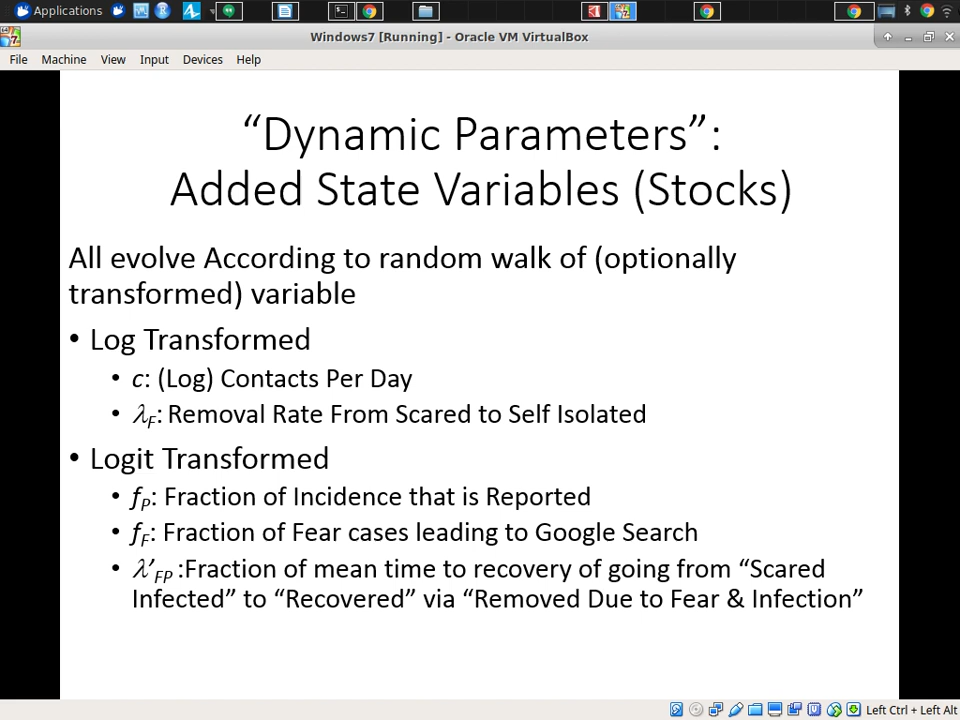 Applications
Windows7 [Running] - Oracle VM VirtualBox
File Machine View Input Devices Help
“Dynamic Parameters”:
Added State Variables (Stocks)
All evolve According to random walk of (optionally
transformed) variable
• Log Transformed
• c: (Log) Contacts Per Day
• λF: Removal Rate From Scared to Self Isolated
• Logit Transformed
• fP: Fraction of Incidence that is Reported
• fF: Fraction of Fear cases leading to Google Search
• λ’FP :Fraction of mean time to recovery of going from “Scared
Infected” to “Recovered” via “Removed Due to Fear & Infection”
Left Ctrl + Left Alt